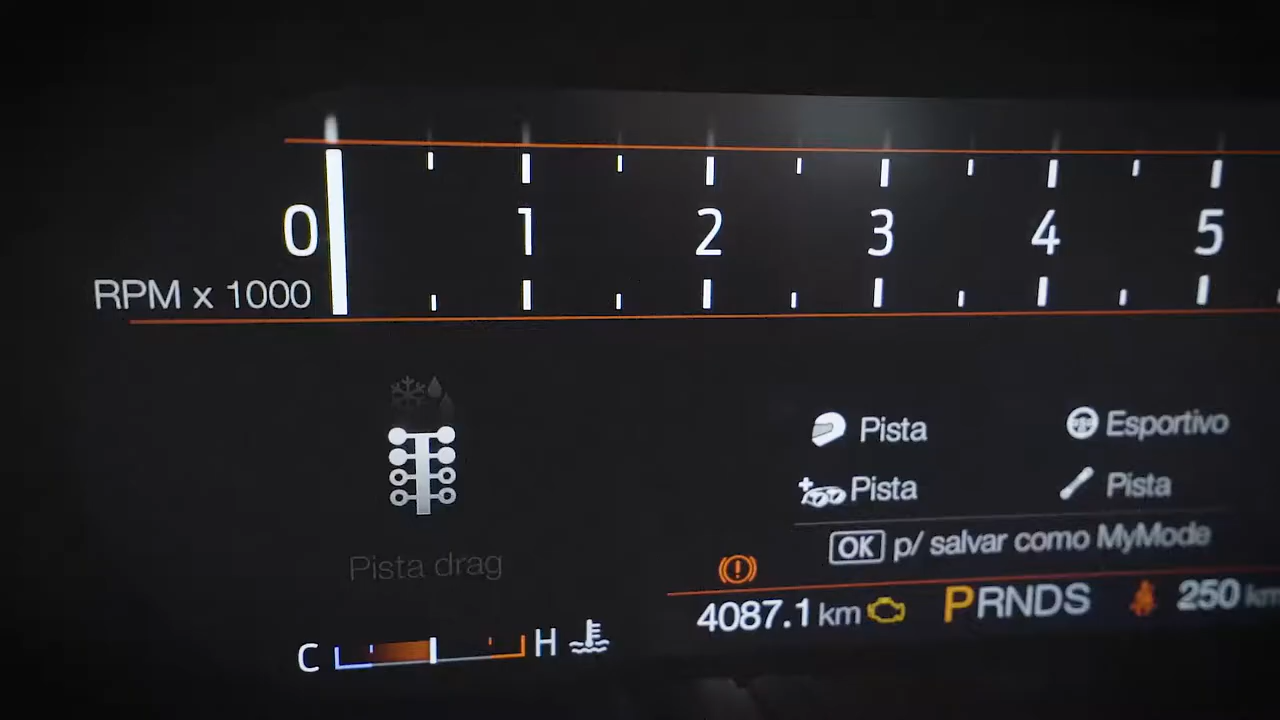 0 1 2 3 4 5
RPM x 1000
Pista Esportivo
Pista Pista
OK p/ salvar como MyMode
Pista drag
4087.1 km PRNDS 250 km
C H